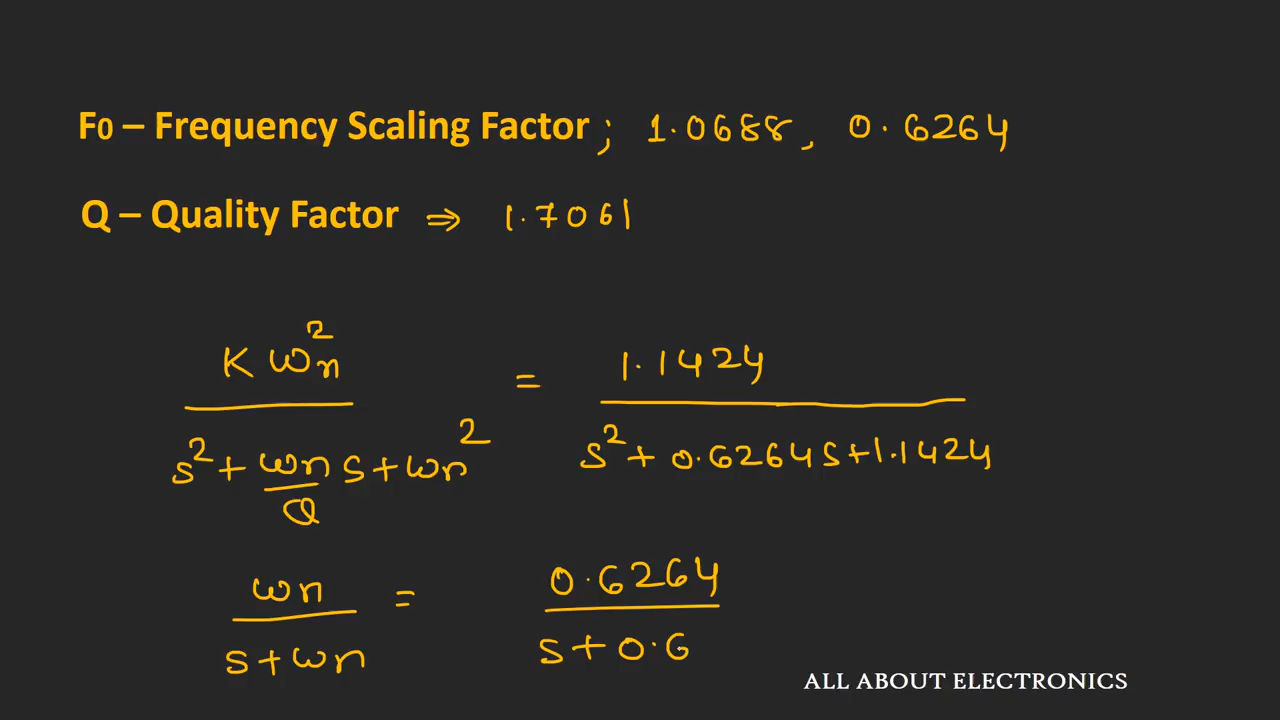 F0 – Frequency Scaling Factor ; 1.0688, 0.6264
Q – Quality Factor ⇒ 1.7061
K ωn² / (s² + (ωn/Q) s + ωn²) = 1.1424 / (s² + 0.6264s + 1.1424)
ωn / (s + ωn) = 0.6264 / (s + 0.6
ALL ABOUT ELECTRONICS